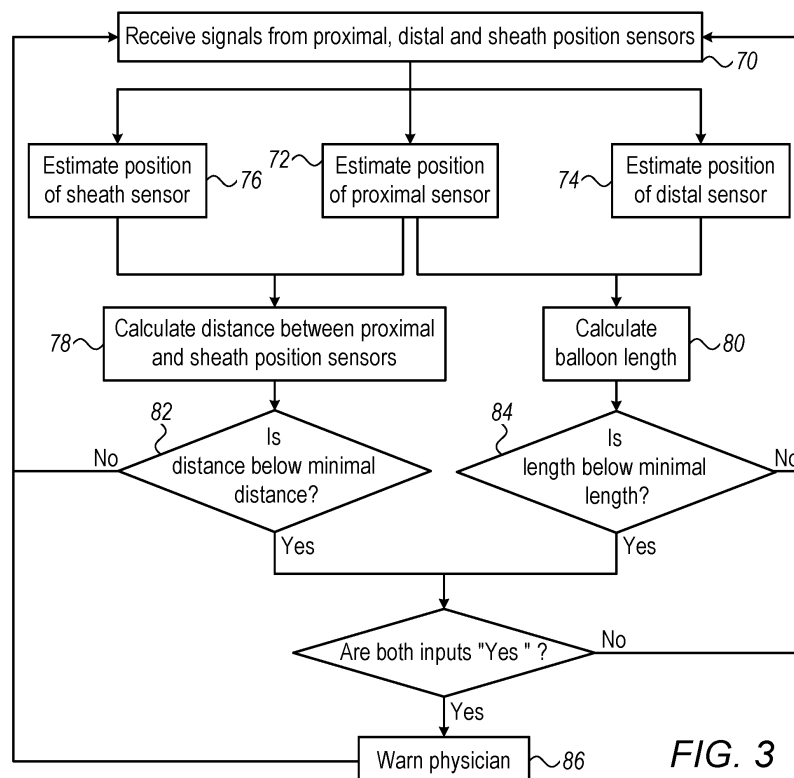 Receive signals from proximal, distal and sheath position sensors
70
Estimate position
of sheath sensor
76
72
Estimate position
of proximal sensor
74
Estimate position
of distal sensor
78
Calculate distance between proximal
and sheath position sensors
Calculate
balloon length
80
82
Is
distance below minimal
distance?
No
Yes
84
Is
length below minimal
length?
No
Yes
Are both inputs "Yes " ?
No
Yes
Warn physician
86
FIG. 3